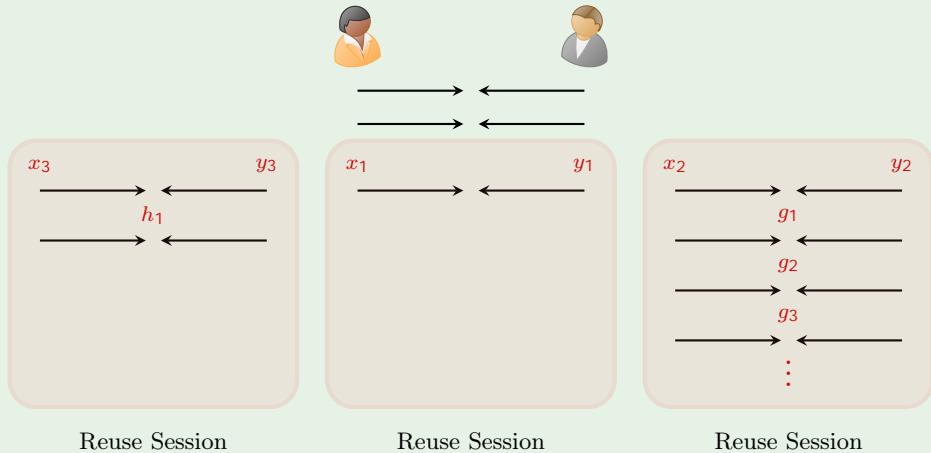 x₃ y₃ x₁ y₁ x₂ y₂
h₁ g₁
g₂
g₃
⋮
Reuse Session Reuse Session Reuse Session